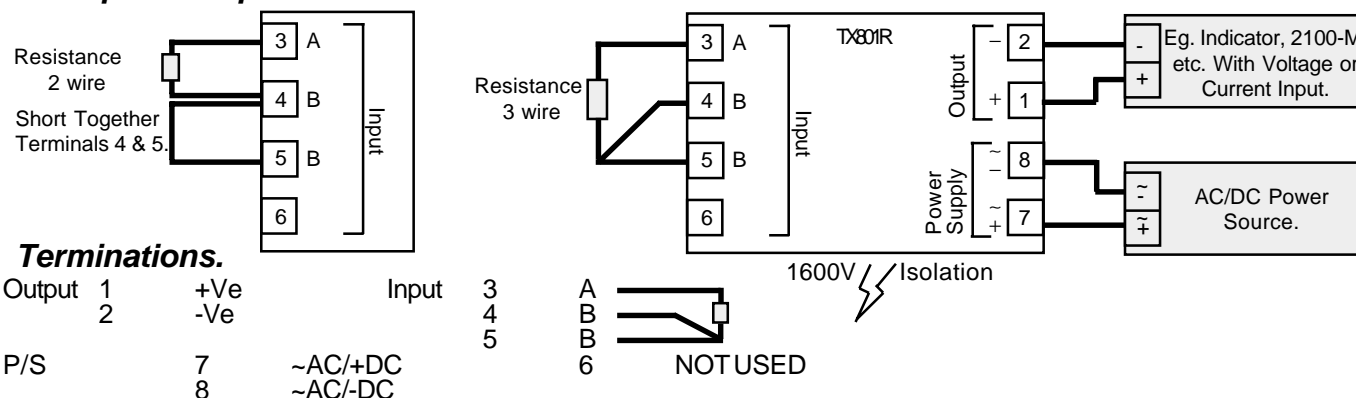 Resistance
2 wire
Short Together
Terminals 4 & 5.
3 A
4 B
5 B
6
Input
Resistance
3 wire
3 A
4 B
5 B
6
Input
TX801R
Output
− 2
+ 1
Power
Supply
~
− 8
~
+ 7
-
+
Eg. Indicator, 2100-M
etc. With Voltage or
Current Input.
~
-
~
+
AC/DC Power
Source.
1600V Isolation
Terminations.
Output 1 +Ve Input 3 A
2 -Ve 4 B
5 B
P/S 7 ~AC/+DC 6 NOT USED
8 ~AC/-DC